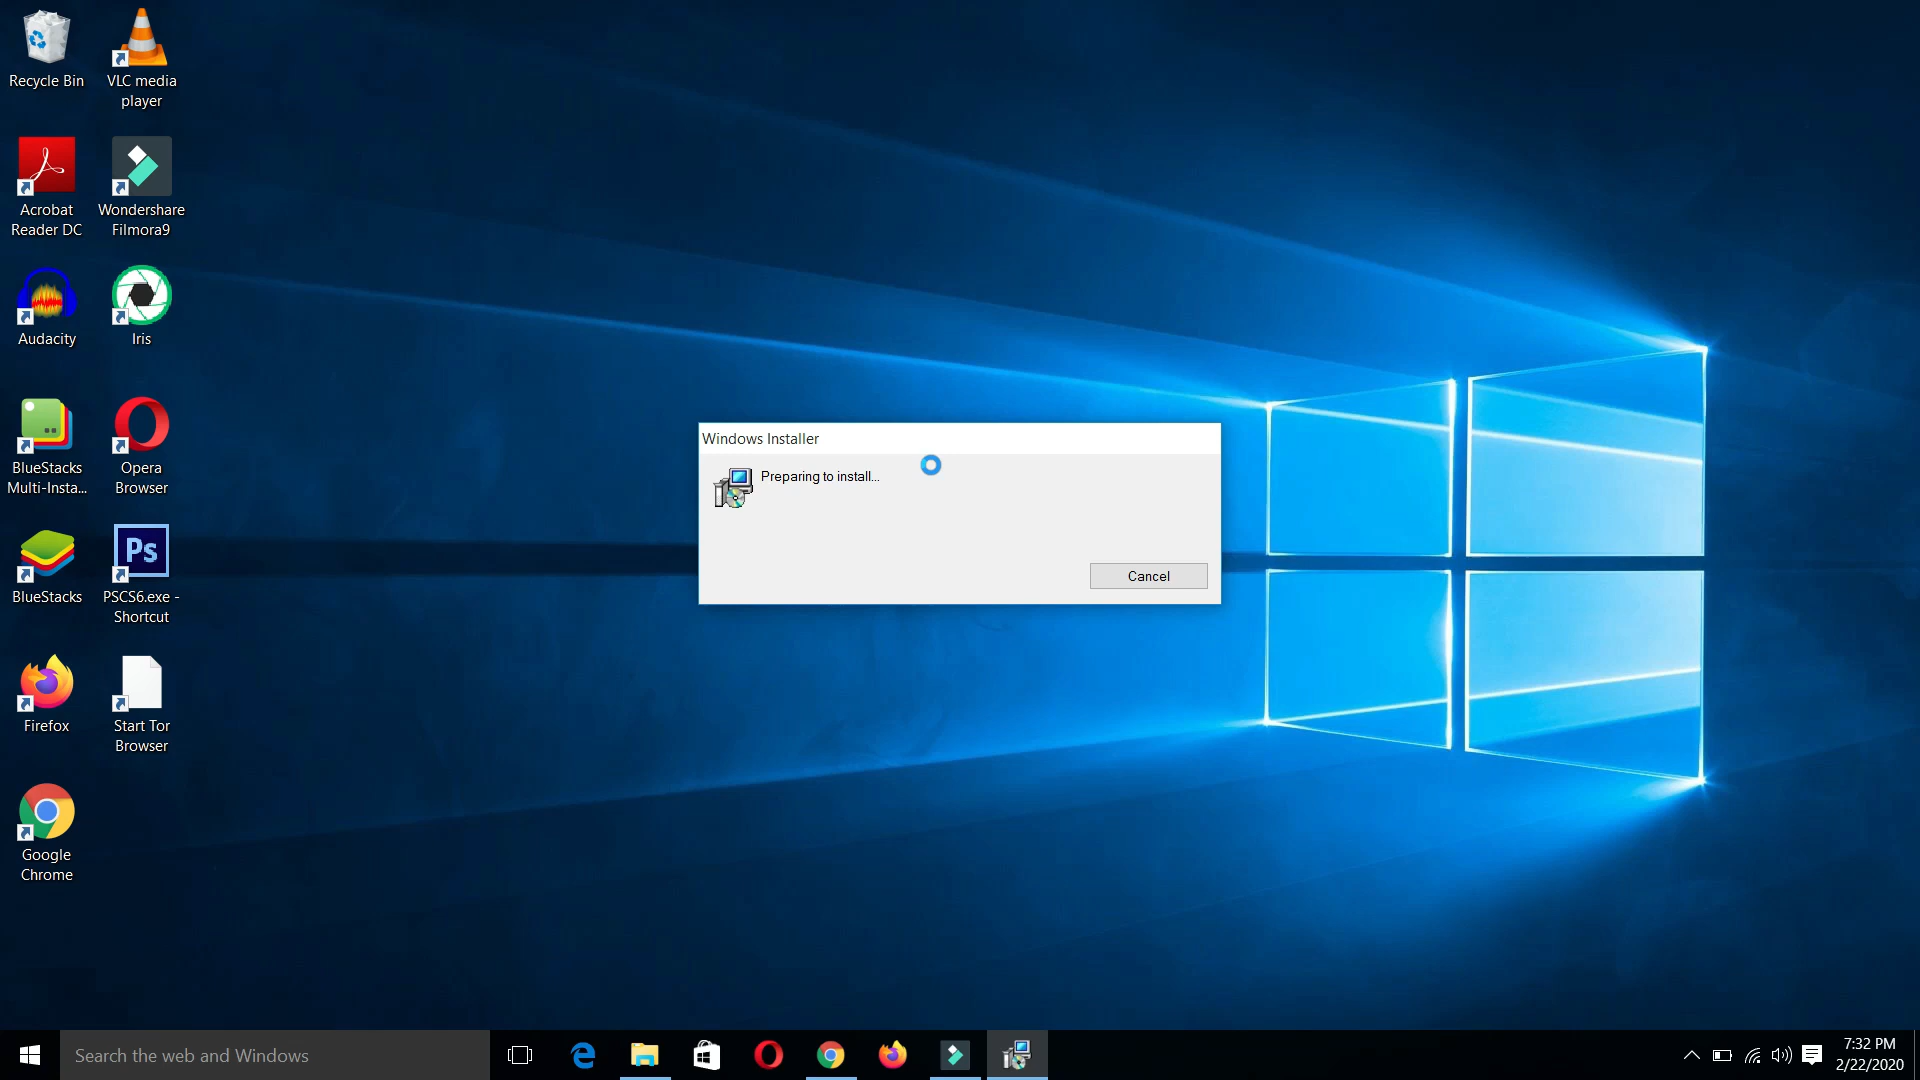 Recycle Bin
VLC media
player
Acrobat
Reader DC
Wondershare
Filmora9
Audacity
Iris
BlueStacks
Multi-Insta...
Opera
Browser
BlueStacks
Ps
PSCS6.exe -
Shortcut
Firefox
Start Tor
Browser
Google
Chrome
Windows Installer
Preparing to install...
Cancel
Search the web and Windows
7:32 PM
2/22/2020